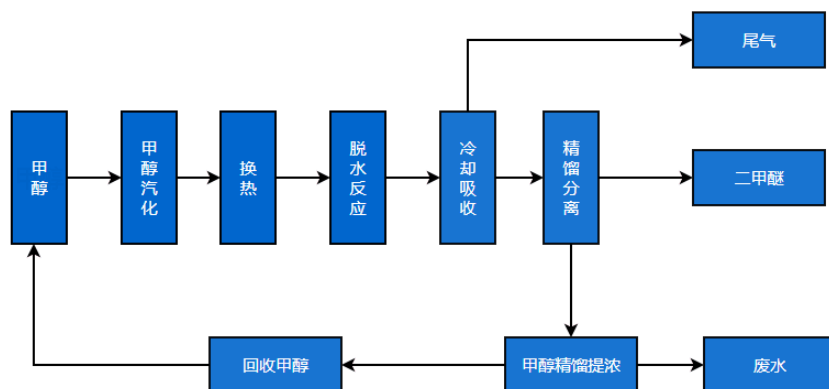 尾气
甲醇
甲醇汽化
换热
脱水反应
冷却吸收
精馏分离
二甲醚
回收甲醇
甲醇精馏提浓
废水